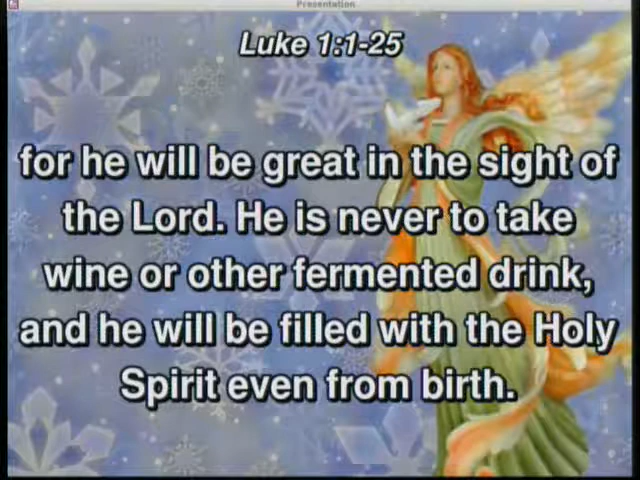 Presentation
Luke 1:1-25
for he will be great in the sight of
the Lord. He is never to take
wine or other fermented drink,
and he will be filled with the Holy
Spirit even from birth.